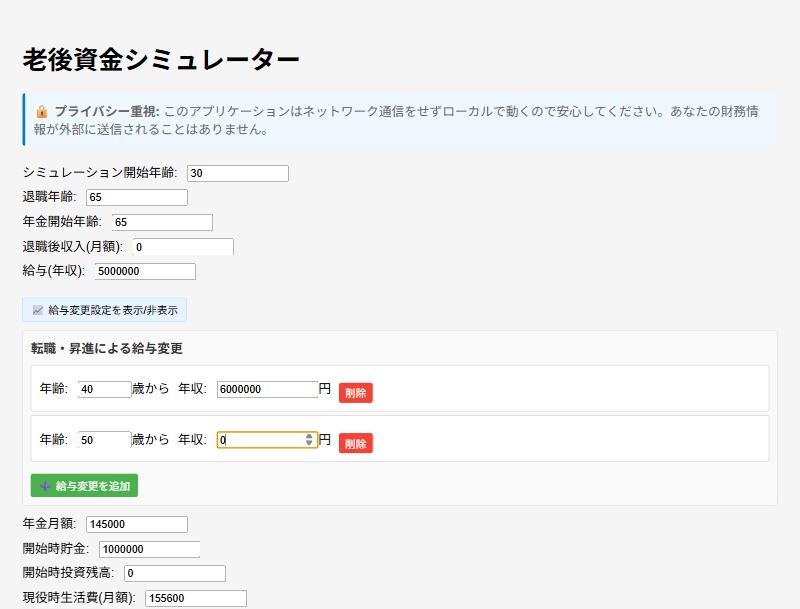 老後資金シミュレーター
🔒 プライバシー重視: このアプリケーションはネットワーク通信をせずローカルで動くので安心してください。あなたの財務情
報が外部に送信されることはありません。
シミュレーション開始年齢: 30
退職年齢: 65
年金開始年齢: 65
退職後収入(月額): 0
給与(年収): 5000000
📈 給与変更設定を表示/非表示
転職・昇進による給与変更
年齢: 40 歳から 年収: 6000000 円 削除
年齢: 50 歳から 年収: 0 円 削除
➕ 給与変更を追加
年金月額: 145000
開始時貯金: 1000000
開始時投資残高: 0
現役時生活費(月額): 155600